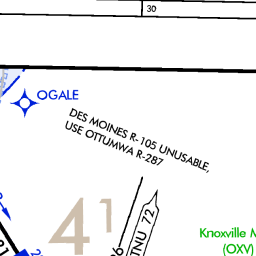 30
OGALE
DES MOINES R-105 UNUSABLE,
USE OTTUMWA R-287
41
TNU 72
Knoxville M
(OXV)